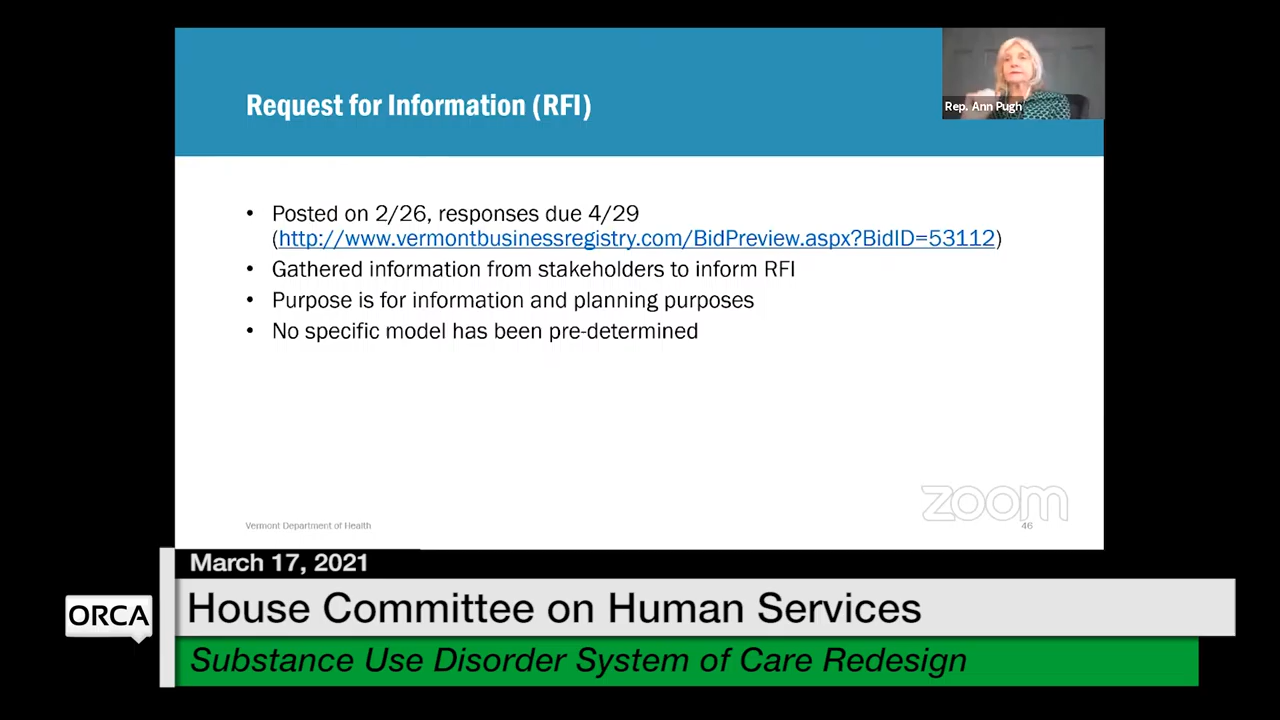 Request for Information (RFI)
Rep. Ann Pugh
• Posted on 2/26, responses due 4/29
(http://www.vermontbusinessregistry.com/BidPreview.aspx?BidID=53112)
• Gathered information from stakeholders to inform RFI
• Purpose is for information and planning purposes
• No specific model has been pre-determined
zoom
Vermont Department of Health
46
March 17, 2021
ORCA
House Committee on Human Services
Substance Use Disorder System of Care Redesign